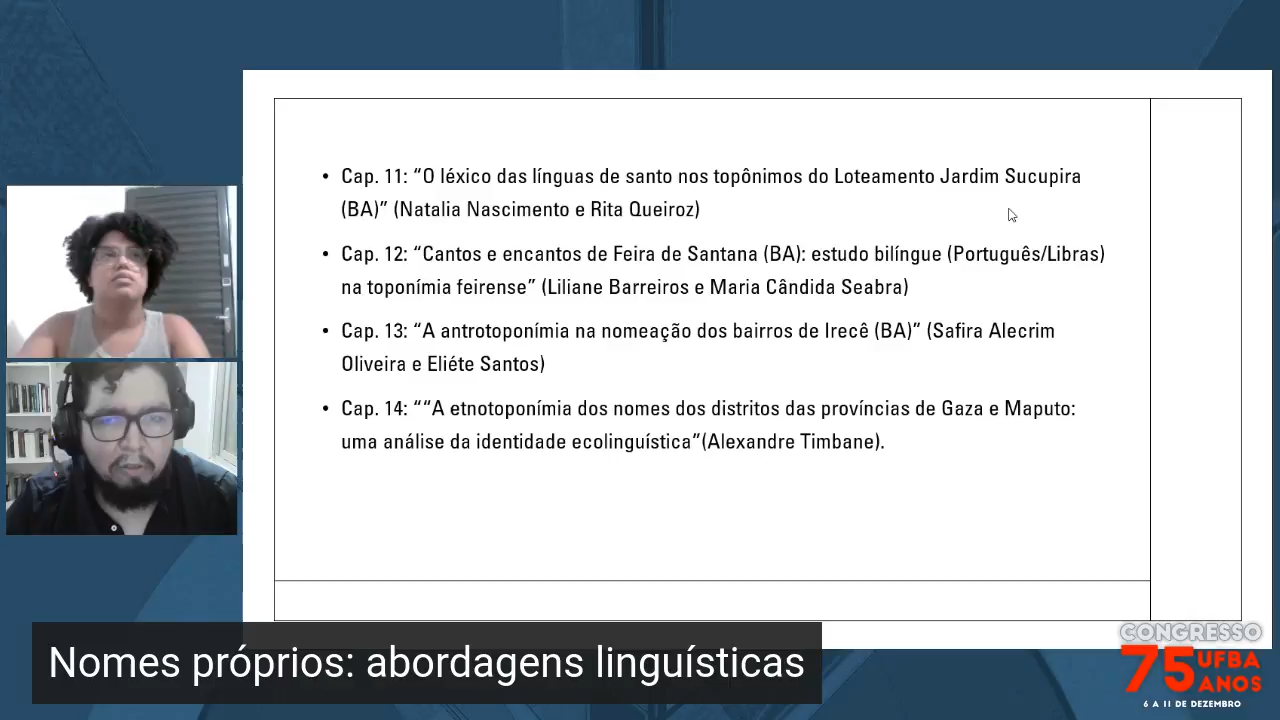 • Cap. 11: “O léxico das línguas de santo nos topônimos do Loteamento Jardim Sucupira
(BA)” (Natalia Nascimento e Rita Queiroz)
• Cap. 12: “Cantos e encantos de Feira de Santana (BA): estudo bilíngue (Português/Libras)
na toponímia feirense” (Liliane Barreiros e Maria Cândida Seabra)
• Cap. 13: “A antrotoponímia na nomeação dos bairros de Irecê (BA)” (Safira Alecrim
Oliveira e Eliéte Santos)
• Cap. 14: ““A etnotoponímia dos nomes dos distritos das províncias de Gaza e Maputo:
uma análise da identidade ecolinguística”(Alexandre Timbane).
Nomes próprios: abordagens linguísticas
CONGRESSO
75 UFBA
ANOS
6 A 11 DE DEZEMBRO